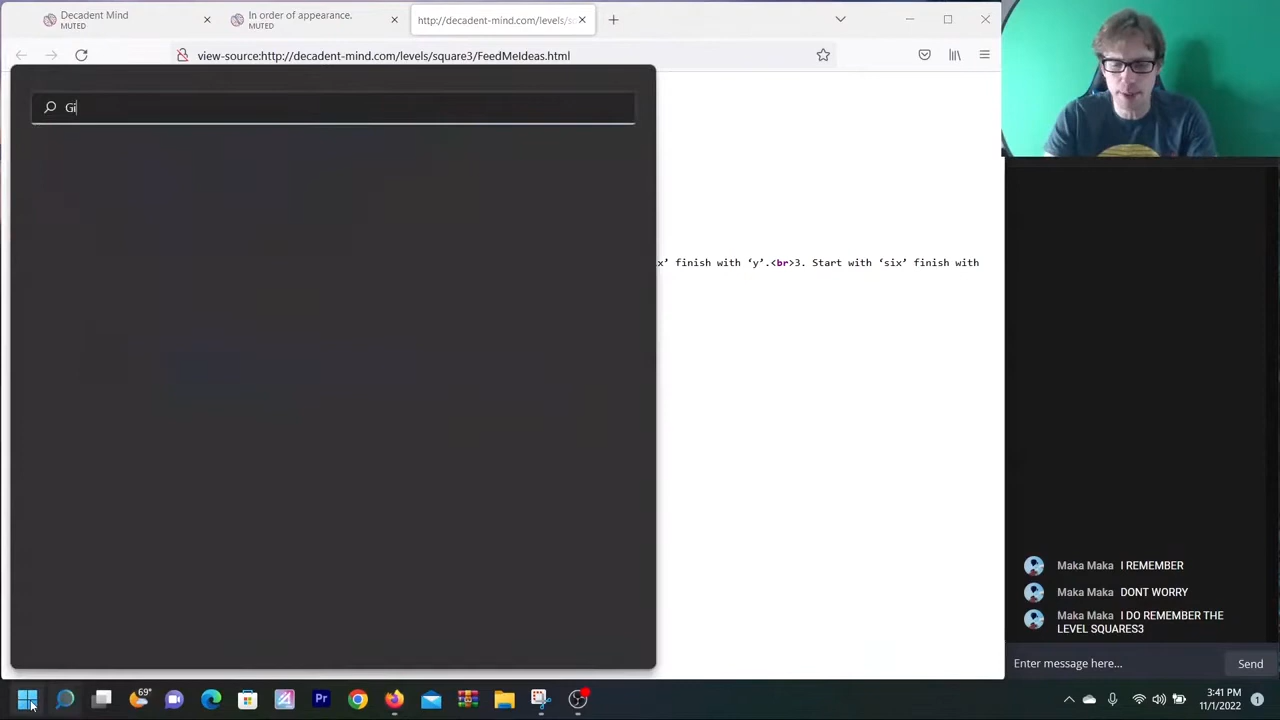 Decadent Mind
MUTED
In order of appearance.
MUTED
http://decadent-mind.com/levels/s
view-source:http://decadent-mind.com/levels/square3/FeedMeIdeas.html
Gi
x’ finish with ‘y’.<br>3. Start with ‘six’ finish with
Maka Maka I REMEMBER
Maka Maka DONT WORRY
Maka Maka I DO REMEMBER THE
LEVEL SQUARES3
Enter message here...
Send
69°
Pr
3:41 PM
11/1/2022
1